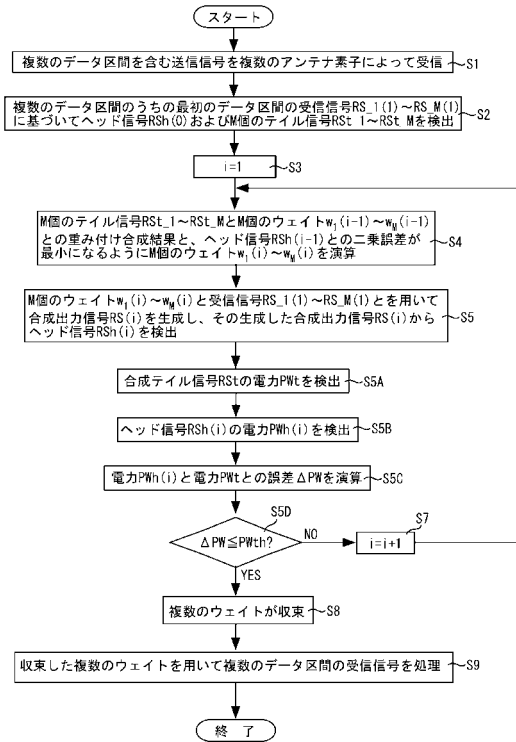 スタート
複数のデータ区間を含む送信信号を複数のアンテナ素子によって受信
S1
複数のデータ区間のうちの最初のデータ区間の受信信号RS_1(1)~RS_M(1)
に基づいてヘッド信号RSh(0)およびM個のテイル信号RSt_1~RSt_Mを検出
S2
i=1
S3
M個のテイル信号RSt_1~RSt_MとM個のウェイトw1(i-1)~wM(i-1)
との重み付け合成結果と、ヘッド信号RSh(i-1)との二乗誤差が
最小になるようにM個のウェイトw1(i)~wM(i)を演算
S4
M個のウェイトw1(i)~wM(i)と受信信号RS_1(1)~RS_M(1)とを用いて
合成出力信号RS(i)を生成し、その生成した合成出力信号RS(i)から
ヘッド信号RSh(i)を検出
S5
合成テイル信号RStの電力PWtを検出
S5A
ヘッド信号RSh(i)の電力PWh(i)を検出
S5B
電力PWh(i)と電力PWtとの誤差ΔPWを演算
S5C
S5D
ΔPW≦PWth?
NO
S7
i=i+1
YES
複数のウェイトが収束
S8
収束した複数のウェイトを用いて複数のデータ区間の受信信号を処理
S9
終 了